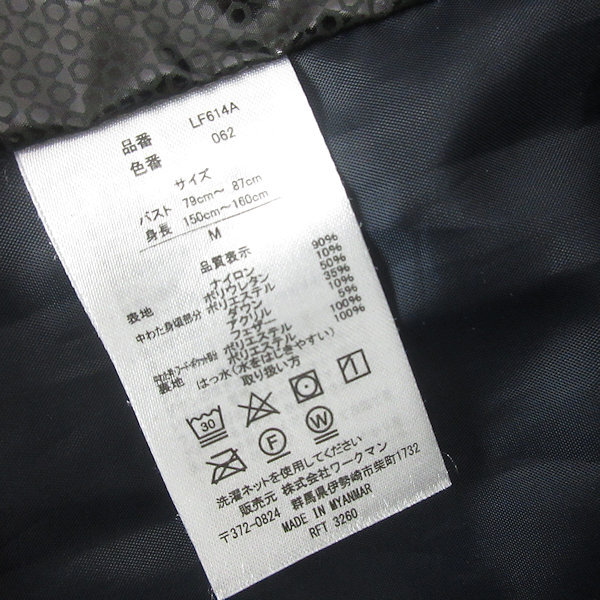 品番 LF614A
色番 062
サイズ
バスト 79cm〜 87cm
身長 150cm〜160cm
M
品質表示
表地 ナイロン 90%
ポリウレタン 10%
中わた身頃部分 ポリエステル 50%
ダウン 35%
アクリル 10%
フェザー 5%
ポリエステル 100%
裏地 ポリエステル 100%
はっ水(水をはじきやすい)
取り扱い方
30
F W
洗濯ネットを使用してください
販売元 株式会社ワークマン
〒372-0824 群馬県伊勢崎市柴町1732
MADE IN MYANMAR
RFT 3260